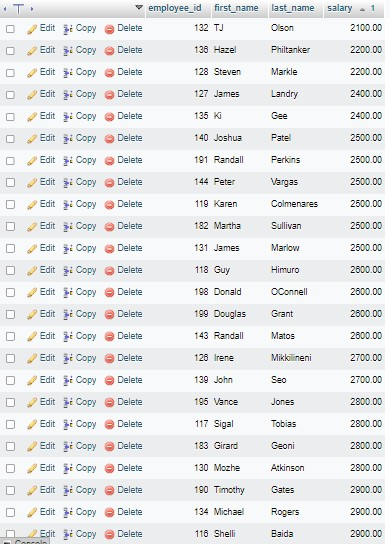 employee_id first_name last_name salary 1
Edit Copy Delete 132 TJ Olson 2100.00
Edit Copy Delete 136 Hazel Philtanker 2200.00
Edit Copy Delete 128 Steven Markle 2200.00
Edit Copy Delete 127 James Landry 2400.00
Edit Copy Delete 135 Ki Gee 2400.00
Edit Copy Delete 140 Joshua Patel 2500.00
Edit Copy Delete 191 Randall Perkins 2500.00
Edit Copy Delete 144 Peter Vargas 2500.00
Edit Copy Delete 119 Karen Colmenares 2500.00
Edit Copy Delete 182 Martha Sullivan 2500.00
Edit Copy Delete 131 James Marlow 2500.00
Edit Copy Delete 118 Guy Himuro 2600.00
Edit Copy Delete 198 Donald OConnell 2600.00
Edit Copy Delete 199 Douglas Grant 2600.00
Edit Copy Delete 143 Randall Matos 2600.00
Edit Copy Delete 126 Irene Mikkilineni 2700.00
Edit Copy Delete 139 John Seo 2700.00
Edit Copy Delete 195 Vance Jones 2800.00
Edit Copy Delete 117 Sigal Tobias 2800.00
Edit Copy Delete 183 Girard Geoni 2800.00
Edit Copy Delete 130 Mozhe Atkinson 2800.00
Edit Copy Delete 190 Timothy Gates 2900.00
Edit Copy Delete 134 Michael Rogers 2900.00
Edit Copy Delete 116 Shelli Baida 2900.00
Console